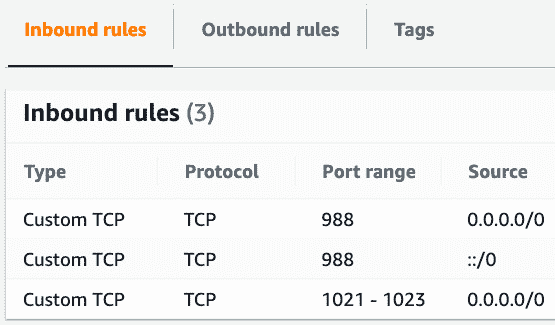 Inbound rules Outbound rules Tags
Inbound rules (3)
Type Protocol Port range Source
Custom TCP TCP 988 0.0.0.0/0
Custom TCP TCP 988 ::/0
Custom TCP TCP 1021 - 1023 0.0.0.0/0